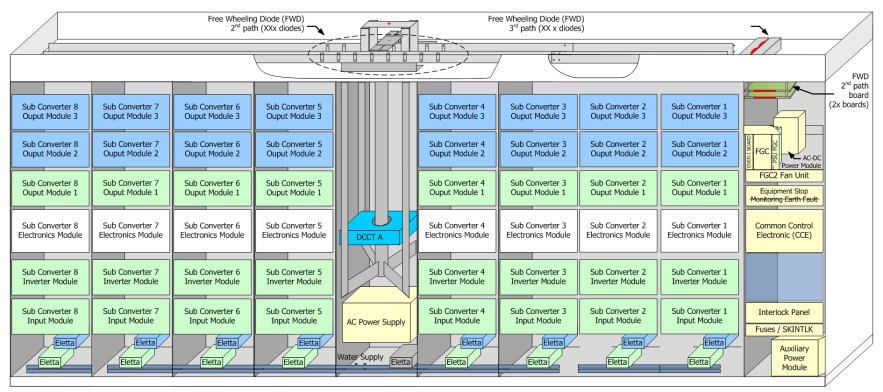 Free Wheeling Diode (FWD)
2nd path (XXx diodes)
Free Wheeling Diode (FWD)
3rd path (XX x diodes)
FWD
2nd path
board
(2x boards)
Sub Converter 8
Ouput Module 3
Sub Converter 7
Ouput Module 3
Sub Converter 6
Ouput Module 3
Sub Converter 5
Ouput Module 3
Sub Converter 4
Ouput Module 3
Sub Converter 3
Ouput Module 3
Sub Converter 2
Ouput Module 3
Sub Converter 1
Ouput Module 3
Sub Converter 8
Ouput Module 2
Sub Converter 7
Ouput Module 2
Sub Converter 6
Ouput Module 2
Sub Converter 5
Ouput Module 2
Sub Converter 4
Ouput Module 2
Sub Converter 3
Ouput Module 2
Sub Converter 2
Ouput Module 2
Sub Converter 1
Ouput Module 2
FGC
PSU FGC
AC-DC
Power Module
FGC2 Fan Unit
Sub Converter 8
Ouput Module 1
Sub Converter 7
Ouput Module 1
Sub Converter 6
Ouput Module 1
Sub Converter 5
Ouput Module 1
Sub Converter 4
Ouput Module 1
Sub Converter 3
Ouput Module 1
Sub Converter 2
Ouput Module 1
Sub Converter 1
Ouput Module 1
Equipment Stop
Monitoring Earth Fault
Sub Converter 8
Electronics Module
Sub Converter 7
Electronics Module
Sub Converter 6
Electronics Module
Sub Converter 5
Electronics Module
DCCT A
Sub Converter 4
Electronics Module
Sub Converter 3
Electronics Module
Sub Converter 2
Electronics Module
Sub Converter 1
Electronics Module
Common Control
Electronic (CCE)
Sub Converter 8
Inverter Module
Sub Converter 7
Inverter Module
Sub Converter 6
Inverter Module
Sub Converter 5
Inverter Module
Sub Converter 4
Inverter Module
Sub Converter 3
Inverter Module
Sub Converter 2
Inverter Module
Sub Converter 1
Inverter Module
Sub Converter 8
Input Module
Sub Converter 7
Input Module
Sub Converter 6
Input Module
Sub Converter 5
Input Module
AC Power Supply
Sub Converter 4
Input Module
Sub Converter 3
Input Module
Sub Converter 2
Input Module
Sub Converter 1
Input Module
Interlock Panel
Fuses / SKINTLK
Eletta
Eletta
Eletta
Eletta
Eletta
Eletta
Eletta
Eletta
Eletta
Eletta
Eletta
Eletta
Water Supply
Eletta
Eletta
Eletta
Eletta
Eletta
Auxiliary
Power
Module